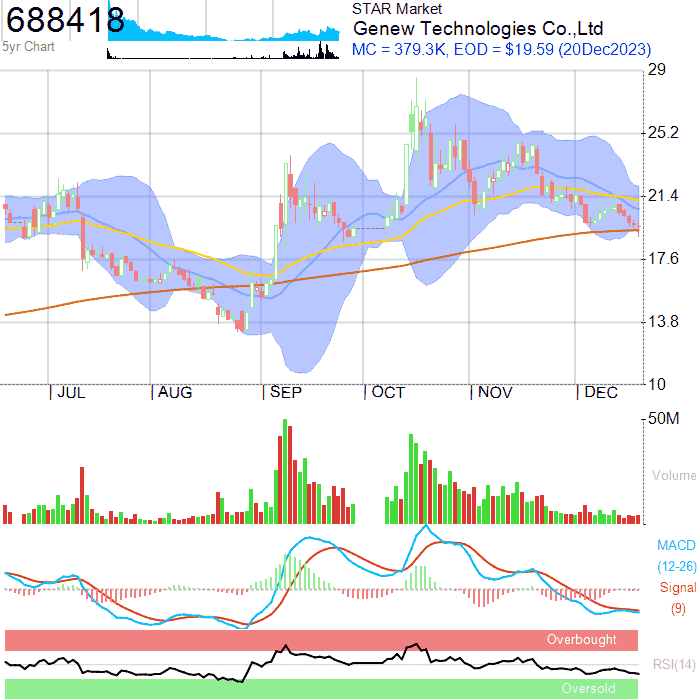 688418
5yr Chart
STAR Market
Genew Technologies Co.,Ltd
MC = 379.3K, EOD = $19.59 (20Dec2023)
29
25.2
21.4
17.6
13.8
10
JUL AUG SEP OCT NOV DEC
50M
Volume
MACD
(12-26)
Signal
(9)
Overbought
RSI(14)
Oversold